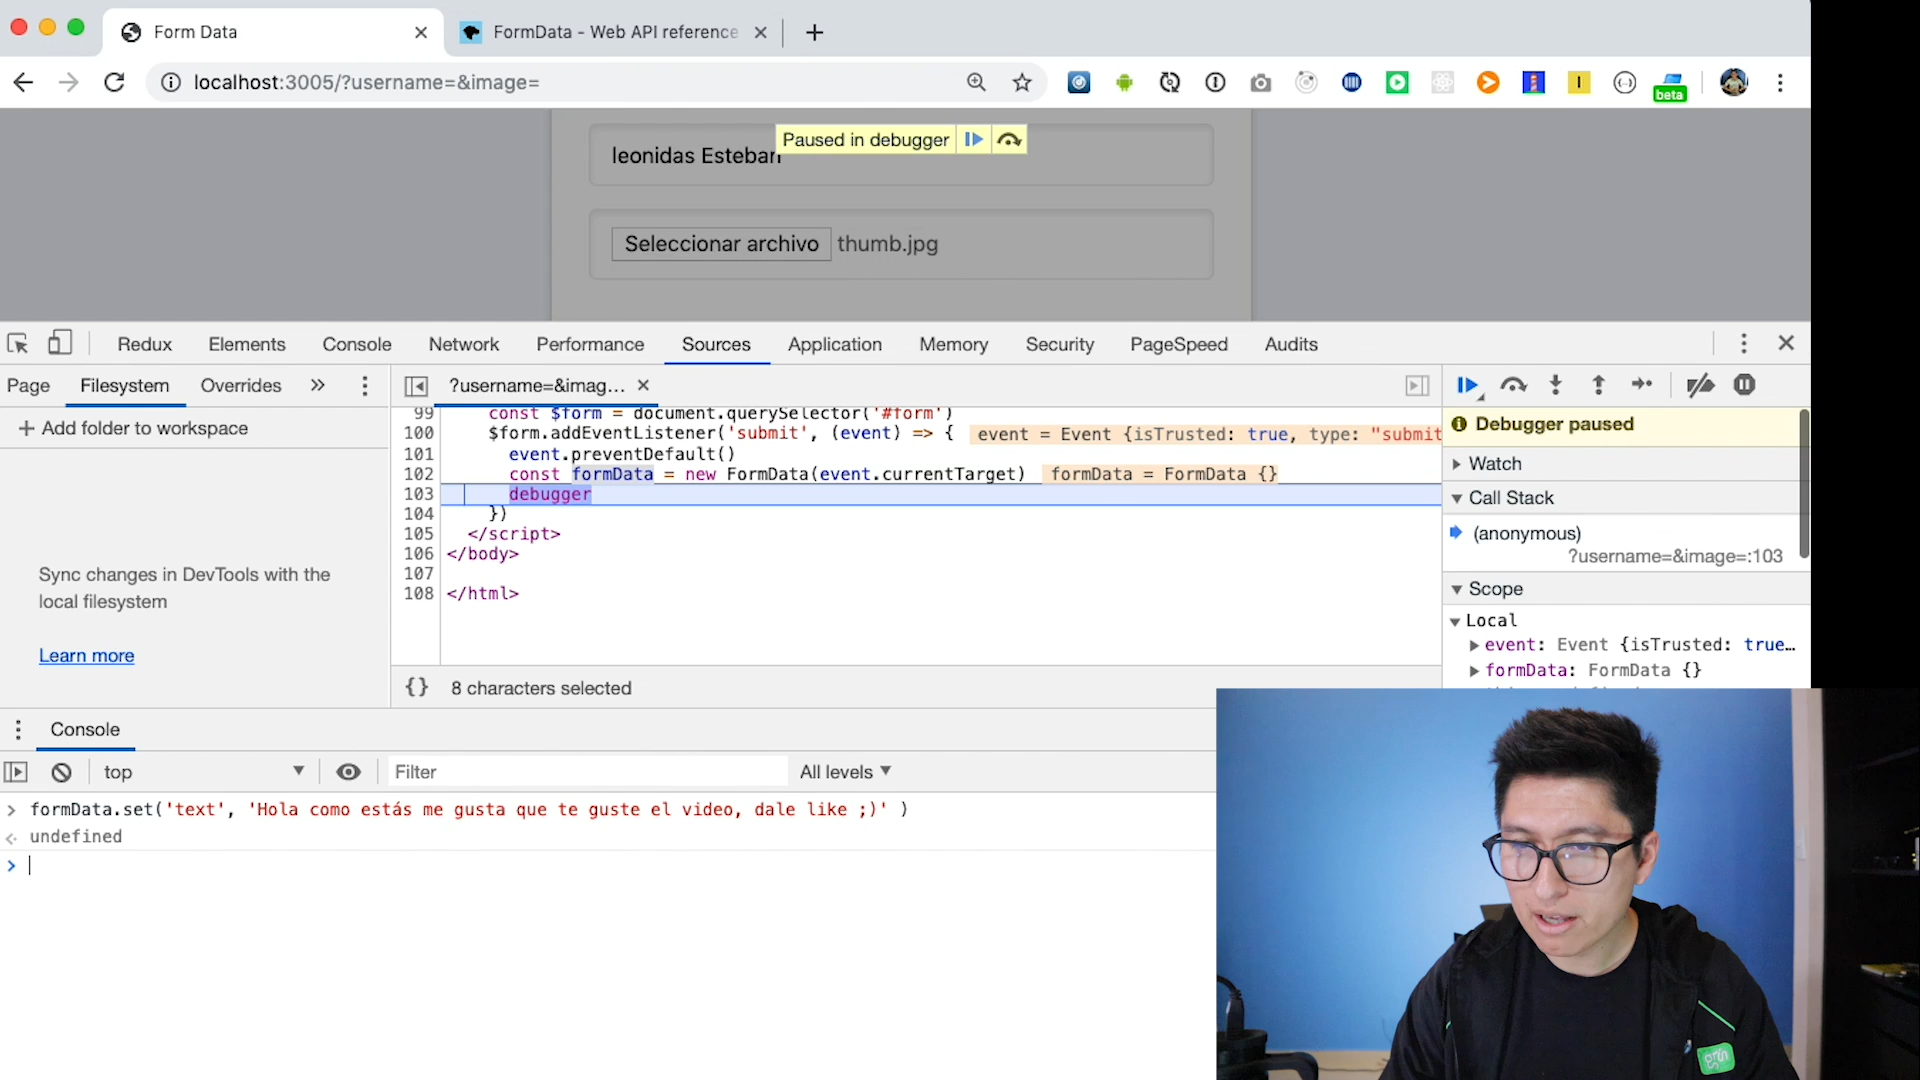 Form Data
FormData - Web API reference
localhost:3005/?username=&image=
beta
leonidas Esteban
Paused in debugger
Seleccionar archivo thumb.jpg
Redux Elements Console Network Performance Sources Application Memory Security PageSpeed Audits
Page Filesystem Overrides
+ Add folder to workspace
Sync changes in DevTools with the
local filesystem
Learn more
?username=&imag...
99 const $form = document.querySelector('#form')
100 $form.addEventListener('submit', (event) => { event = Event {isTrusted: true, type: "submit
101 event.preventDefault()
102 const formData = new FormData(event.currentTarget) formData = FormData {}
103 debugger
104 })
105 </script>
106 </body>
107
108 </html>
{} 8 characters selected
Debugger paused
Watch
Call Stack
(anonymous)
?username=&image=:103
Scope
Local
event: Event {isTrusted: true…
formData: FormData {}
Console
top
Filter
All levels
> formData.set('text', 'Hola como estás me gusta que te guste el video, dale like ;)' )
undefined
>